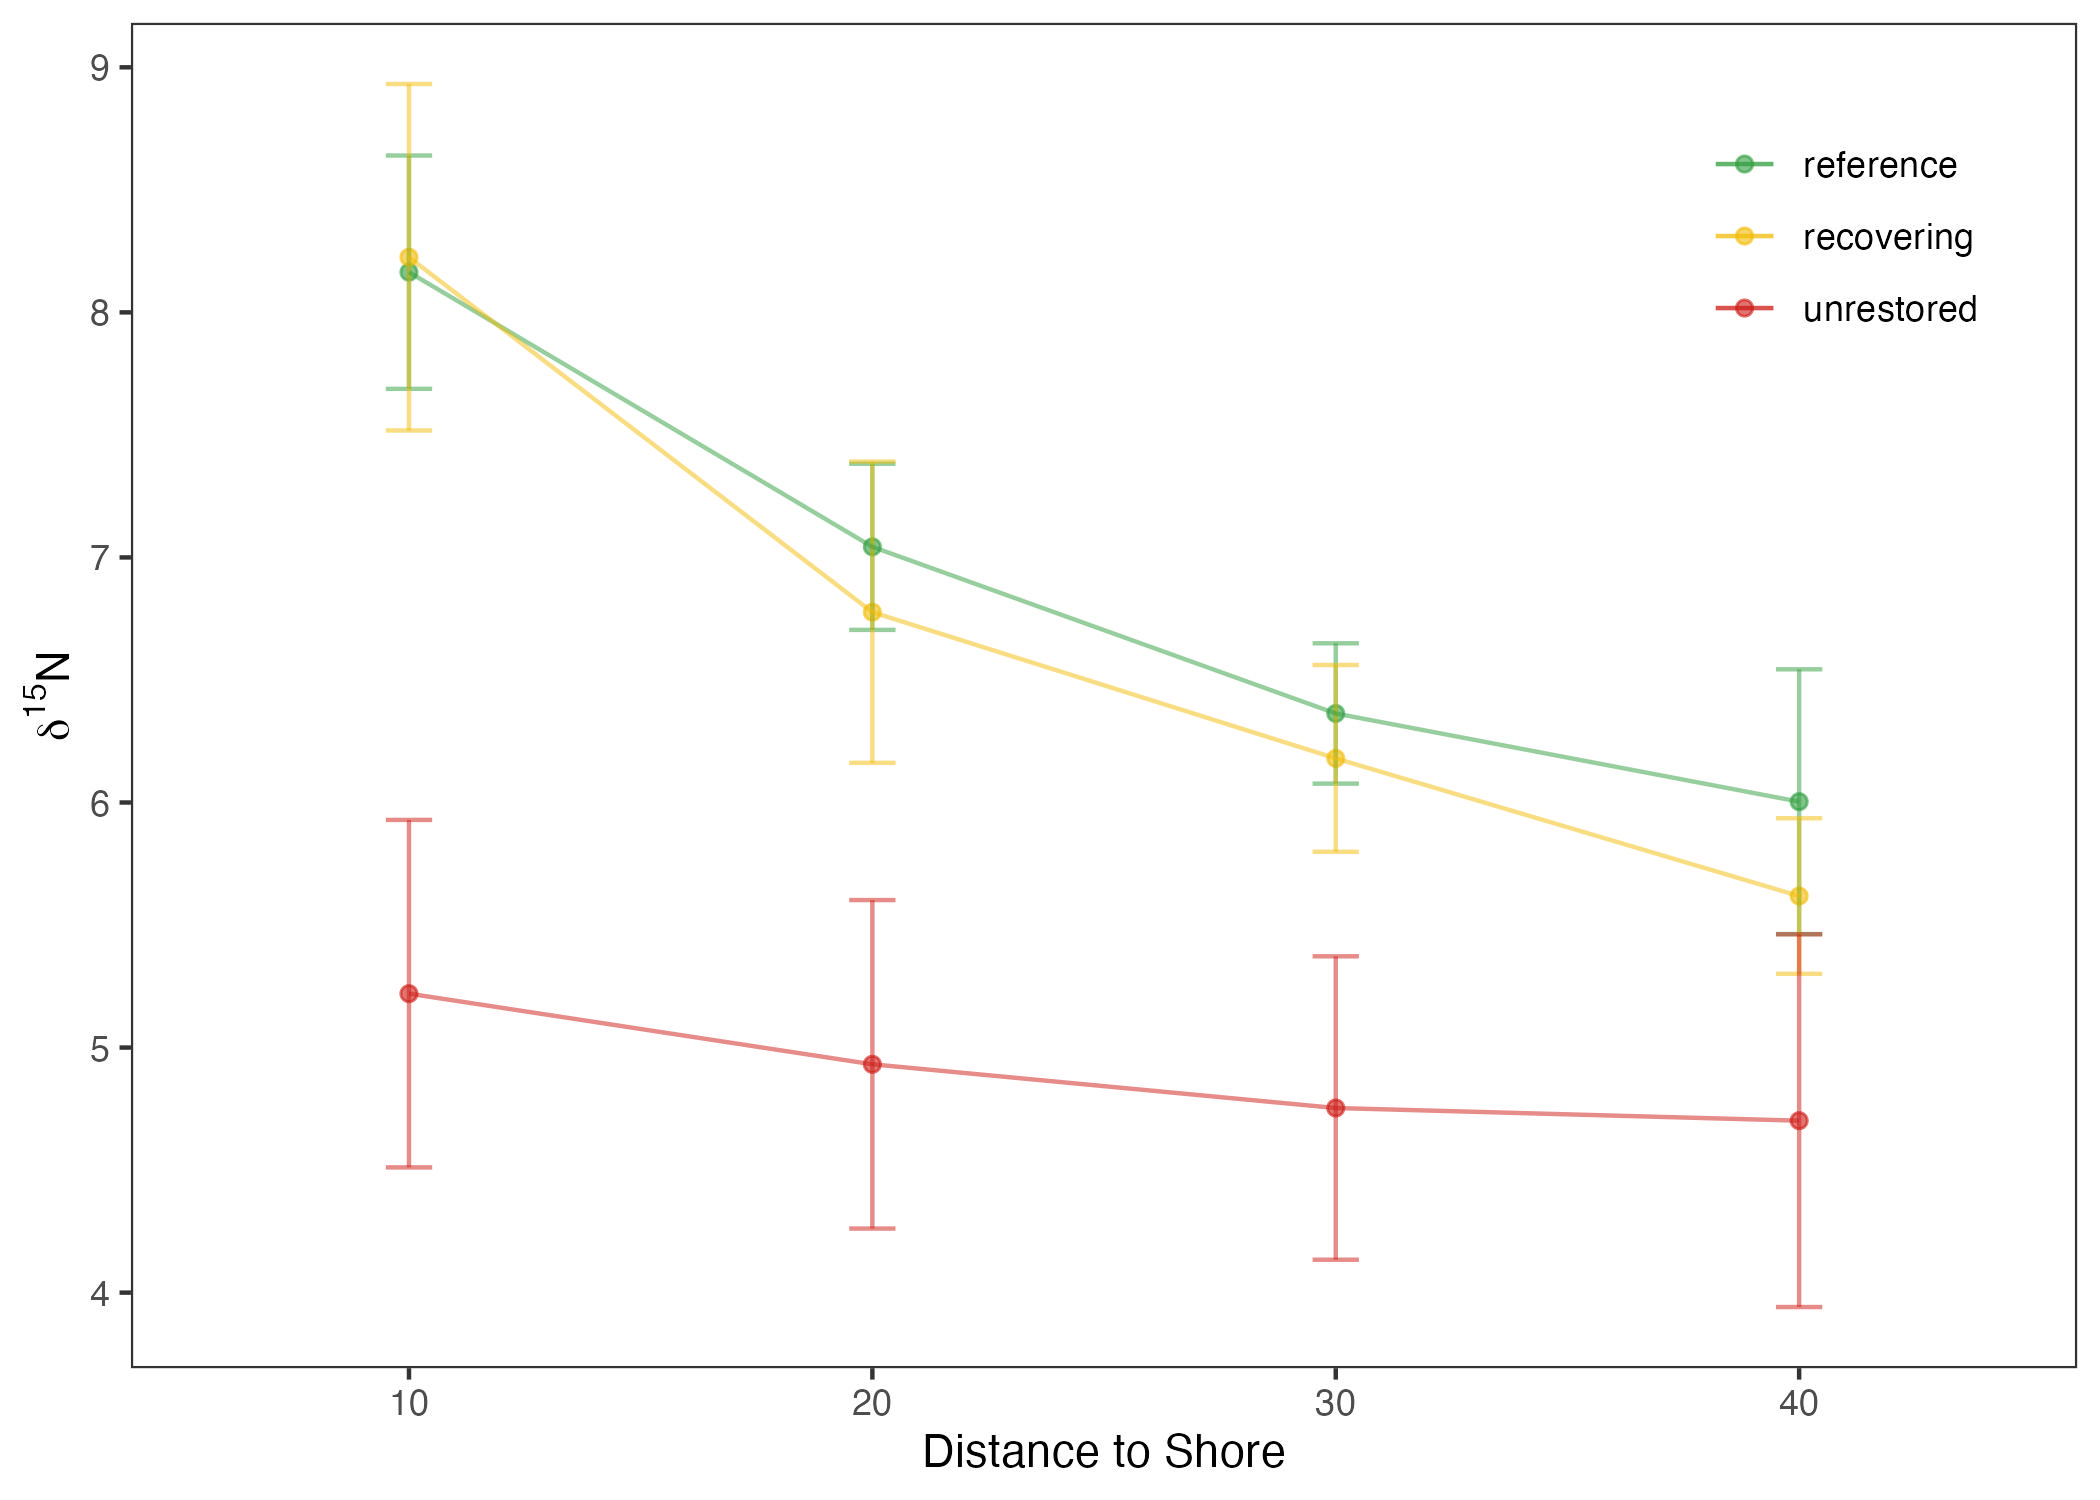 9
8
7
6
5
4
δ¹⁵N
reference
recovering
unrestored
10 20 30 40
Distance to Shore